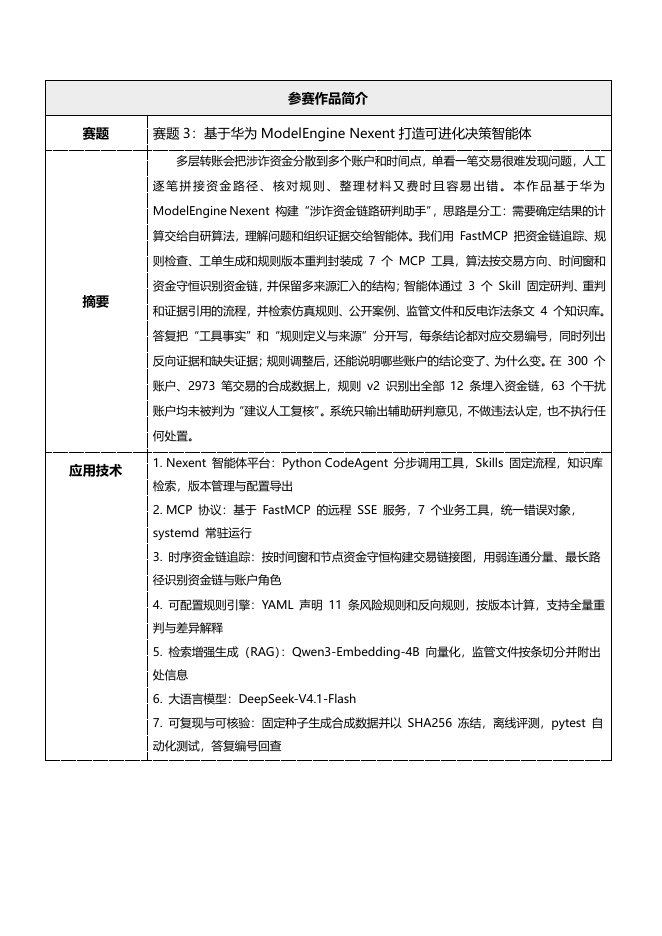 参赛作品简介
赛题
赛题 3：基于华为 ModelEngine Nexent 打造可进化决策智能体
摘要
多层转账会把涉诈资金分散到多个账户和时间点，单看一笔交易很难发现问题，人工
逐笔拼接资金路径、核对规则、整理材料又费时且容易出错。本作品基于华为
ModelEngine Nexent 构建“涉诈资金链路研判助手”，思路是分工：需要确定结果的计
算交给自研算法，理解问题和组织证据交给智能体。我们用 FastMCP 把资金链追踪、规
则检查、工单生成和规则版本重判封装成 7 个 MCP 工具，算法按交易方向、时间窗和
资金守恒识别资金链，并保留多来源汇入的结构；智能体通过 3 个 Skill 固定研判、重判
和证据引用的流程，并检索仿真规则、公开案例、监管文件和反电诈法条文 4 个知识库。
答复把“工具事实”和“规则定义与来源”分开写，每条结论都对应交易编号，同时列出
反向证据和缺失证据；规则调整后，还能说明哪些账户的结论变了、为什么变。在 300 个
账户、2973 笔交易的合成数据上，规则 v2 识别出全部 12 条埋入资金链，63 个干扰
账户均未被判为“建议人工复核”。系统只输出辅助研判意见，不做违法认定，也不执行任
何处置。
应用技术
1. Nexent 智能体平台：Python CodeAgent 分步调用工具，Skills 固定流程，知识库
检索，版本管理与配置导出
2. MCP 协议：基于 FastMCP 的远程 SSE 服务，7 个业务工具，统一错误对象，
systemd 常驻运行
3. 时序资金链追踪：按时间窗和节点资金守恒构建交易链接图，用弱连通分量、最长路
径识别资金链与账户角色
4. 可配置规则引擎：YAML 声明 11 条风险规则和反向规则，按版本计算，支持全量重
判与差异解释
5. 检索增强生成（RAG）：Qwen3-Embedding-4B 向量化，监管文件按条切分并附出
处信息
6. 大语言模型：DeepSeek-V4.1-Flash
7. 可复现与可核验：固定种子生成合成数据并以 SHA256 冻结，离线评测，pytest 自
动化测试，答复编号回查